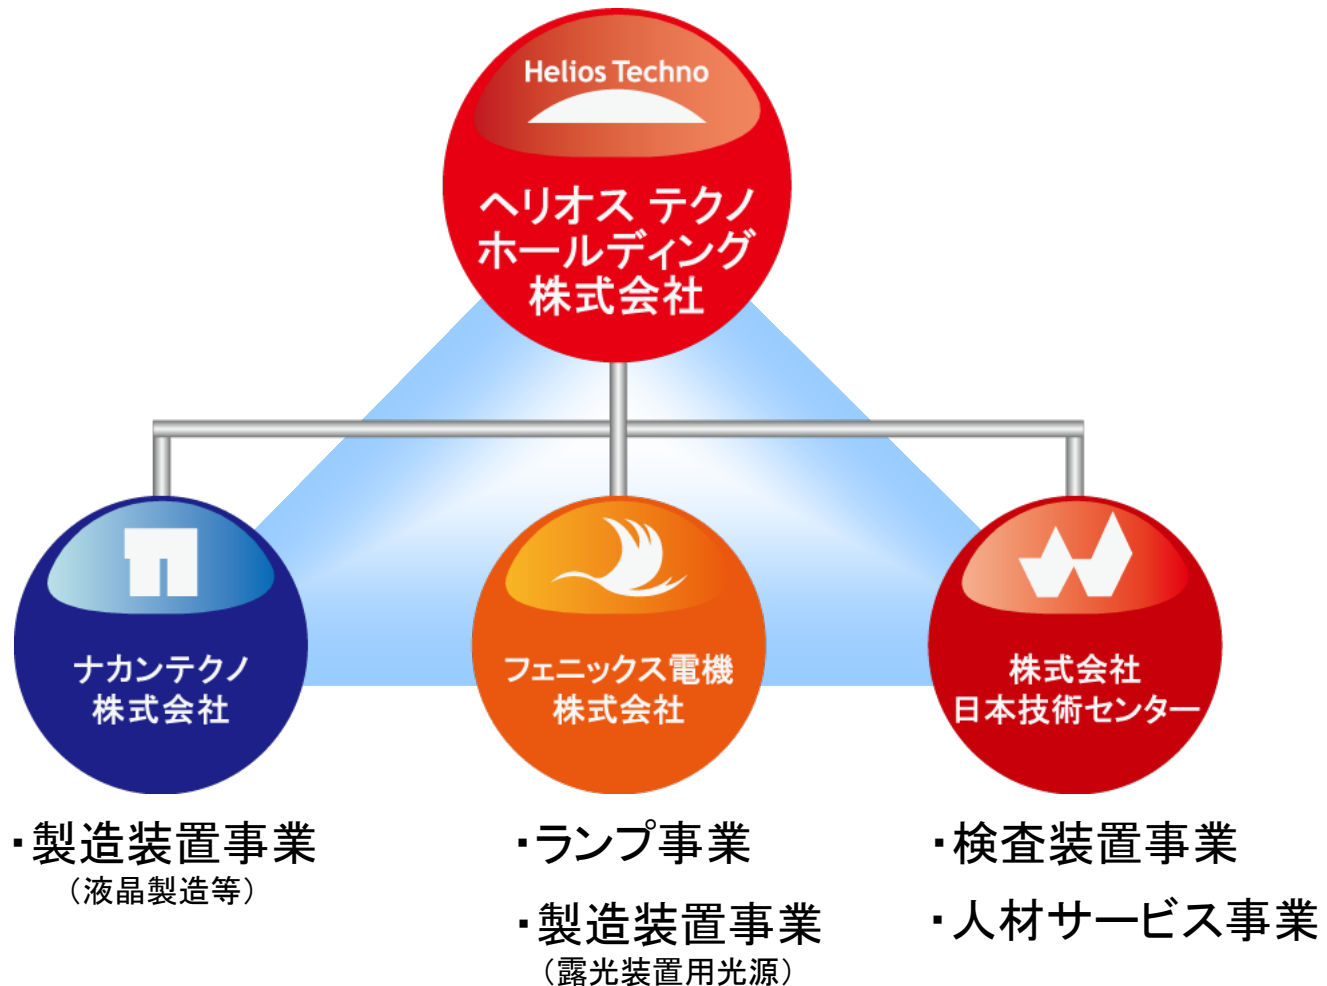 Helios Techno
ヘリオス テクノ
ホールディング
株式会社
ナカンテクノ
株式会社
フェニックス電機
株式会社
株式会社
日本技術センター
・製造装置事業
（液晶製造等）
・ランプ事業
・製造装置事業
（露光装置用光源）
・検査装置事業
・人材サービス事業